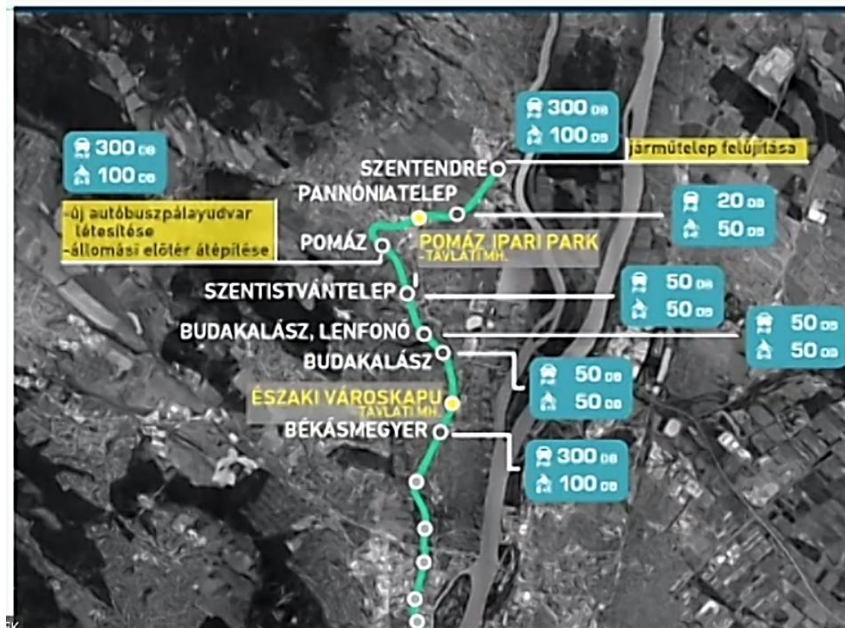 300 DB
100 DB
300 DB
100 DB
járműtelep felújítása
SZENTENDRE
PANNÓNIATELEP
-új autóbuszpályaudvar
létesítése
-állomási előtér átépítése
20 DB
50 DB
POMÁZ
POMÁZ IPARI PARK
-TÁVLATI MH.
SZENTISTVÁNTELEP
50 DB
50 DB
BUDAKALÁSZ, LENFONÓ
50 DB
50 DB
BUDAKALÁSZ
50 DB
50 DB
ÉSZAKI VÁROSKAPU
-TÁVLATI MH.
BÉKÁSMEGYER
300 DB
100 DB